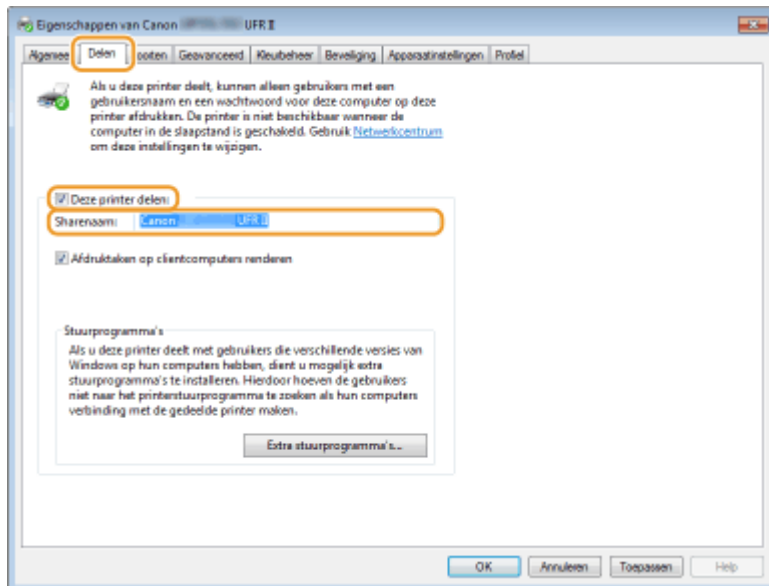 Eigenschappen van Canon UFR II
Algemeen Delen Poorten Geavanceerd Kleurbeheer Beveiliging Apparaatinstellingen Profiel
Als u deze printer deelt, kunnen alleen gebruikers met een
gebruikersnaam en een wachtwoord voor deze computer op deze
printer afdrukken. De printer is niet beschikbaar wanneer de
computer in de slaapstand is geschakeld. Gebruik Netwerkcentrum
om deze instellingen te wijzigen.
Deze printer delen:
Sharenaam: Canon UFR II
Afdruktaken op clientcomputers renderen
Stuurprogramma's
Als u deze printer deelt met gebruikers die verschillende versies van
Windows op hun computers hebben, dient u mogelijk extra
stuurprogramma's te installeren. Hierdoor hoeven de gebruikers
niet naar het printerstuurprogramma te zoeken als hun computers
verbinding met de gedeelde printer maken.
Extra stuurprogramma's...
OK Annuleren Toepassen Help